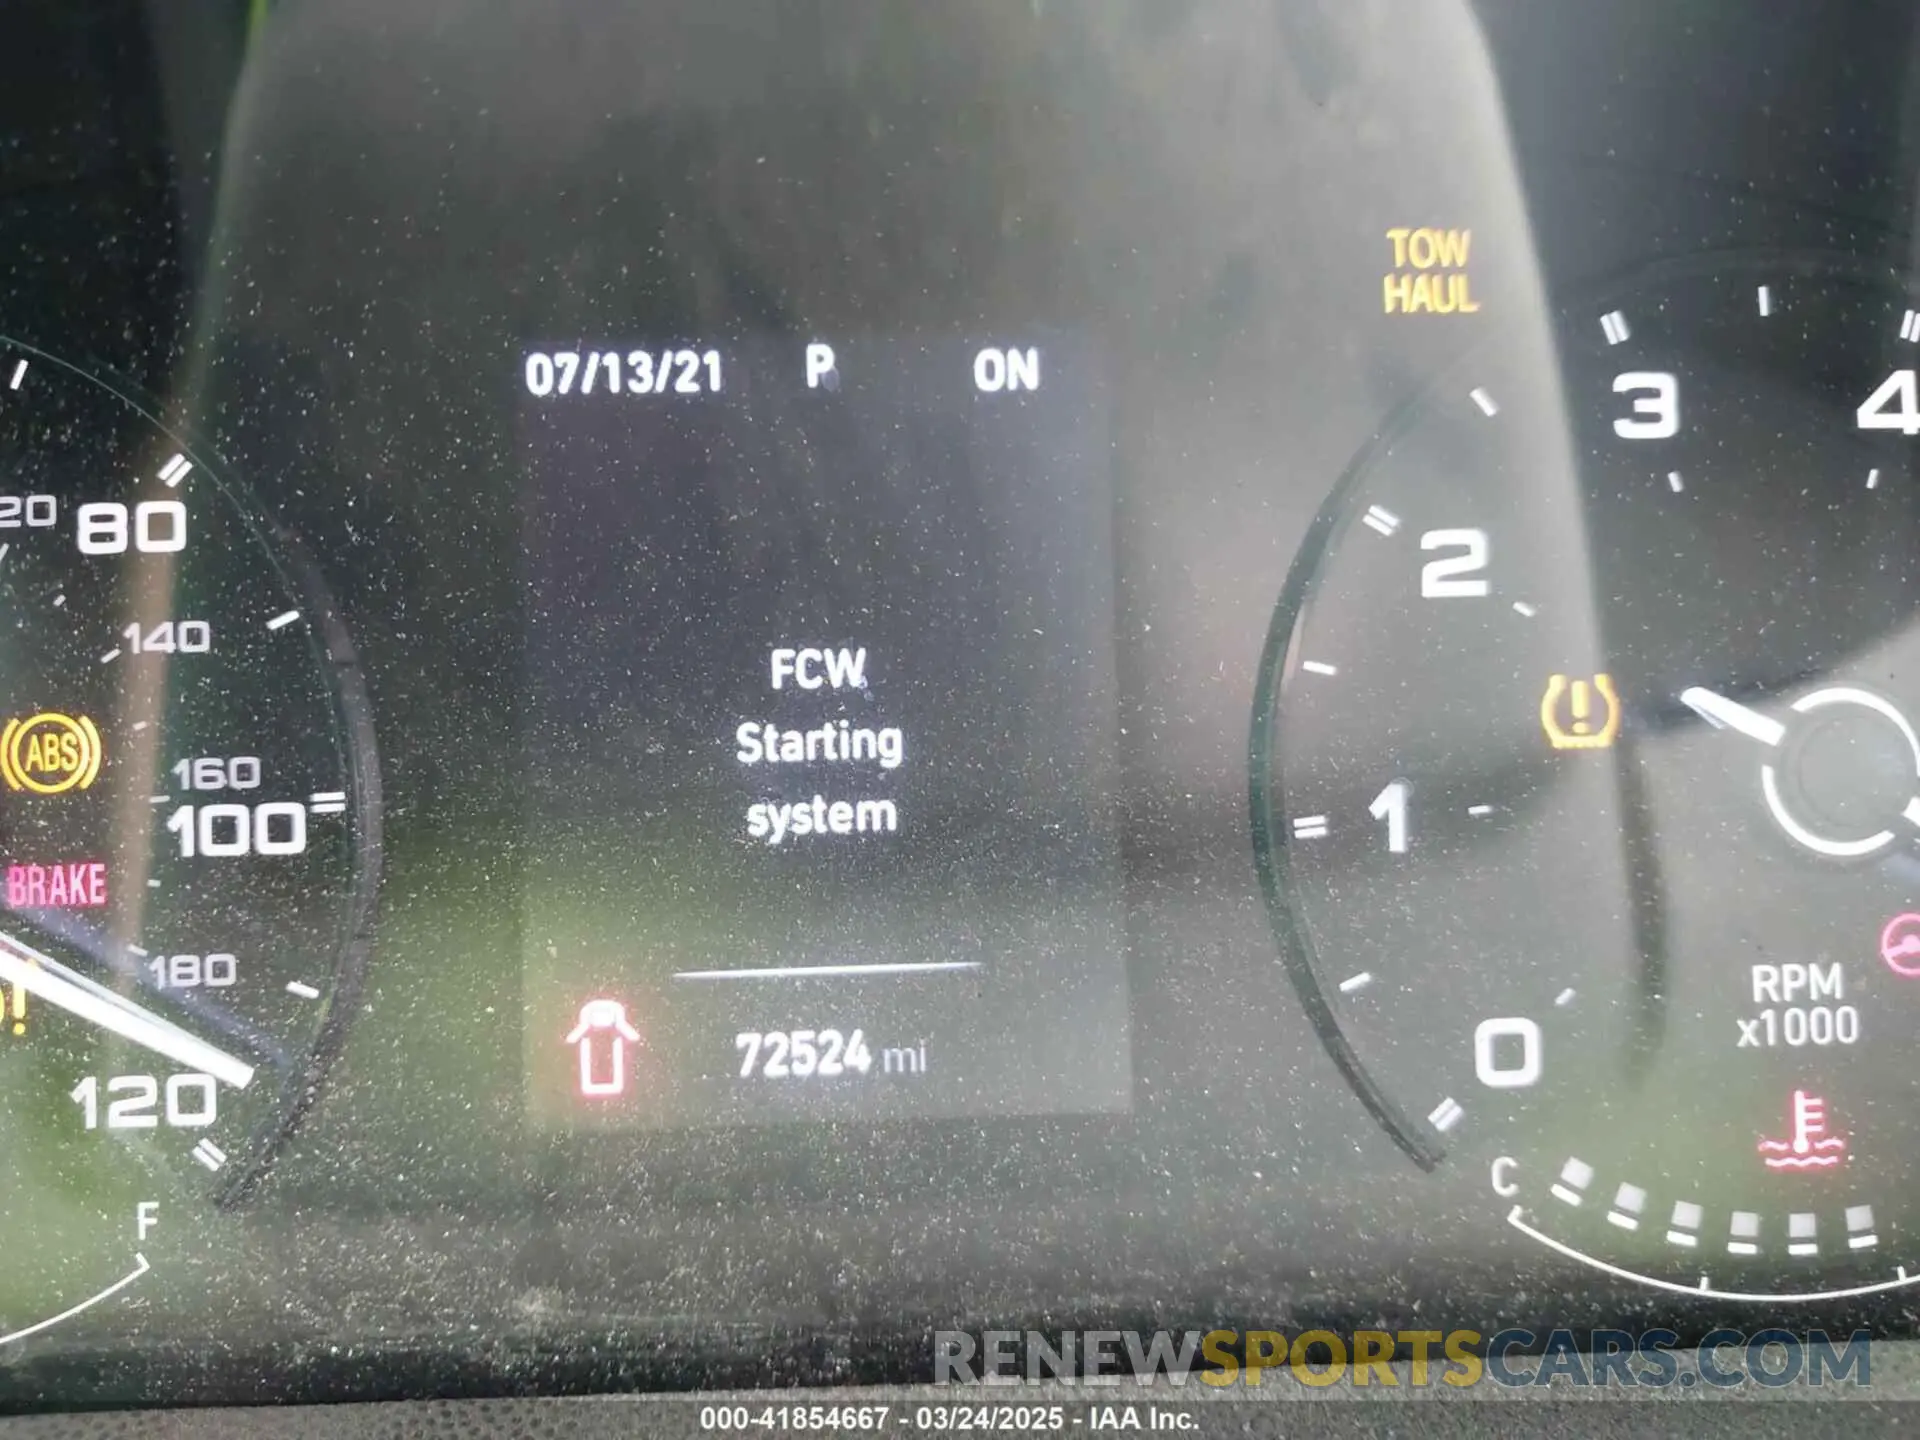 TOW
HAUL
07/13/21 P ON
3
4
20
80
2
140
FCW
Starting
system
ABS
160
100
1
BRAKE
180
RPM
x1000
0
72524 mi
120
F
C
RENEWSPORTSCARS.COM
000-41854667 - 03/24/2025 - IAA Inc.